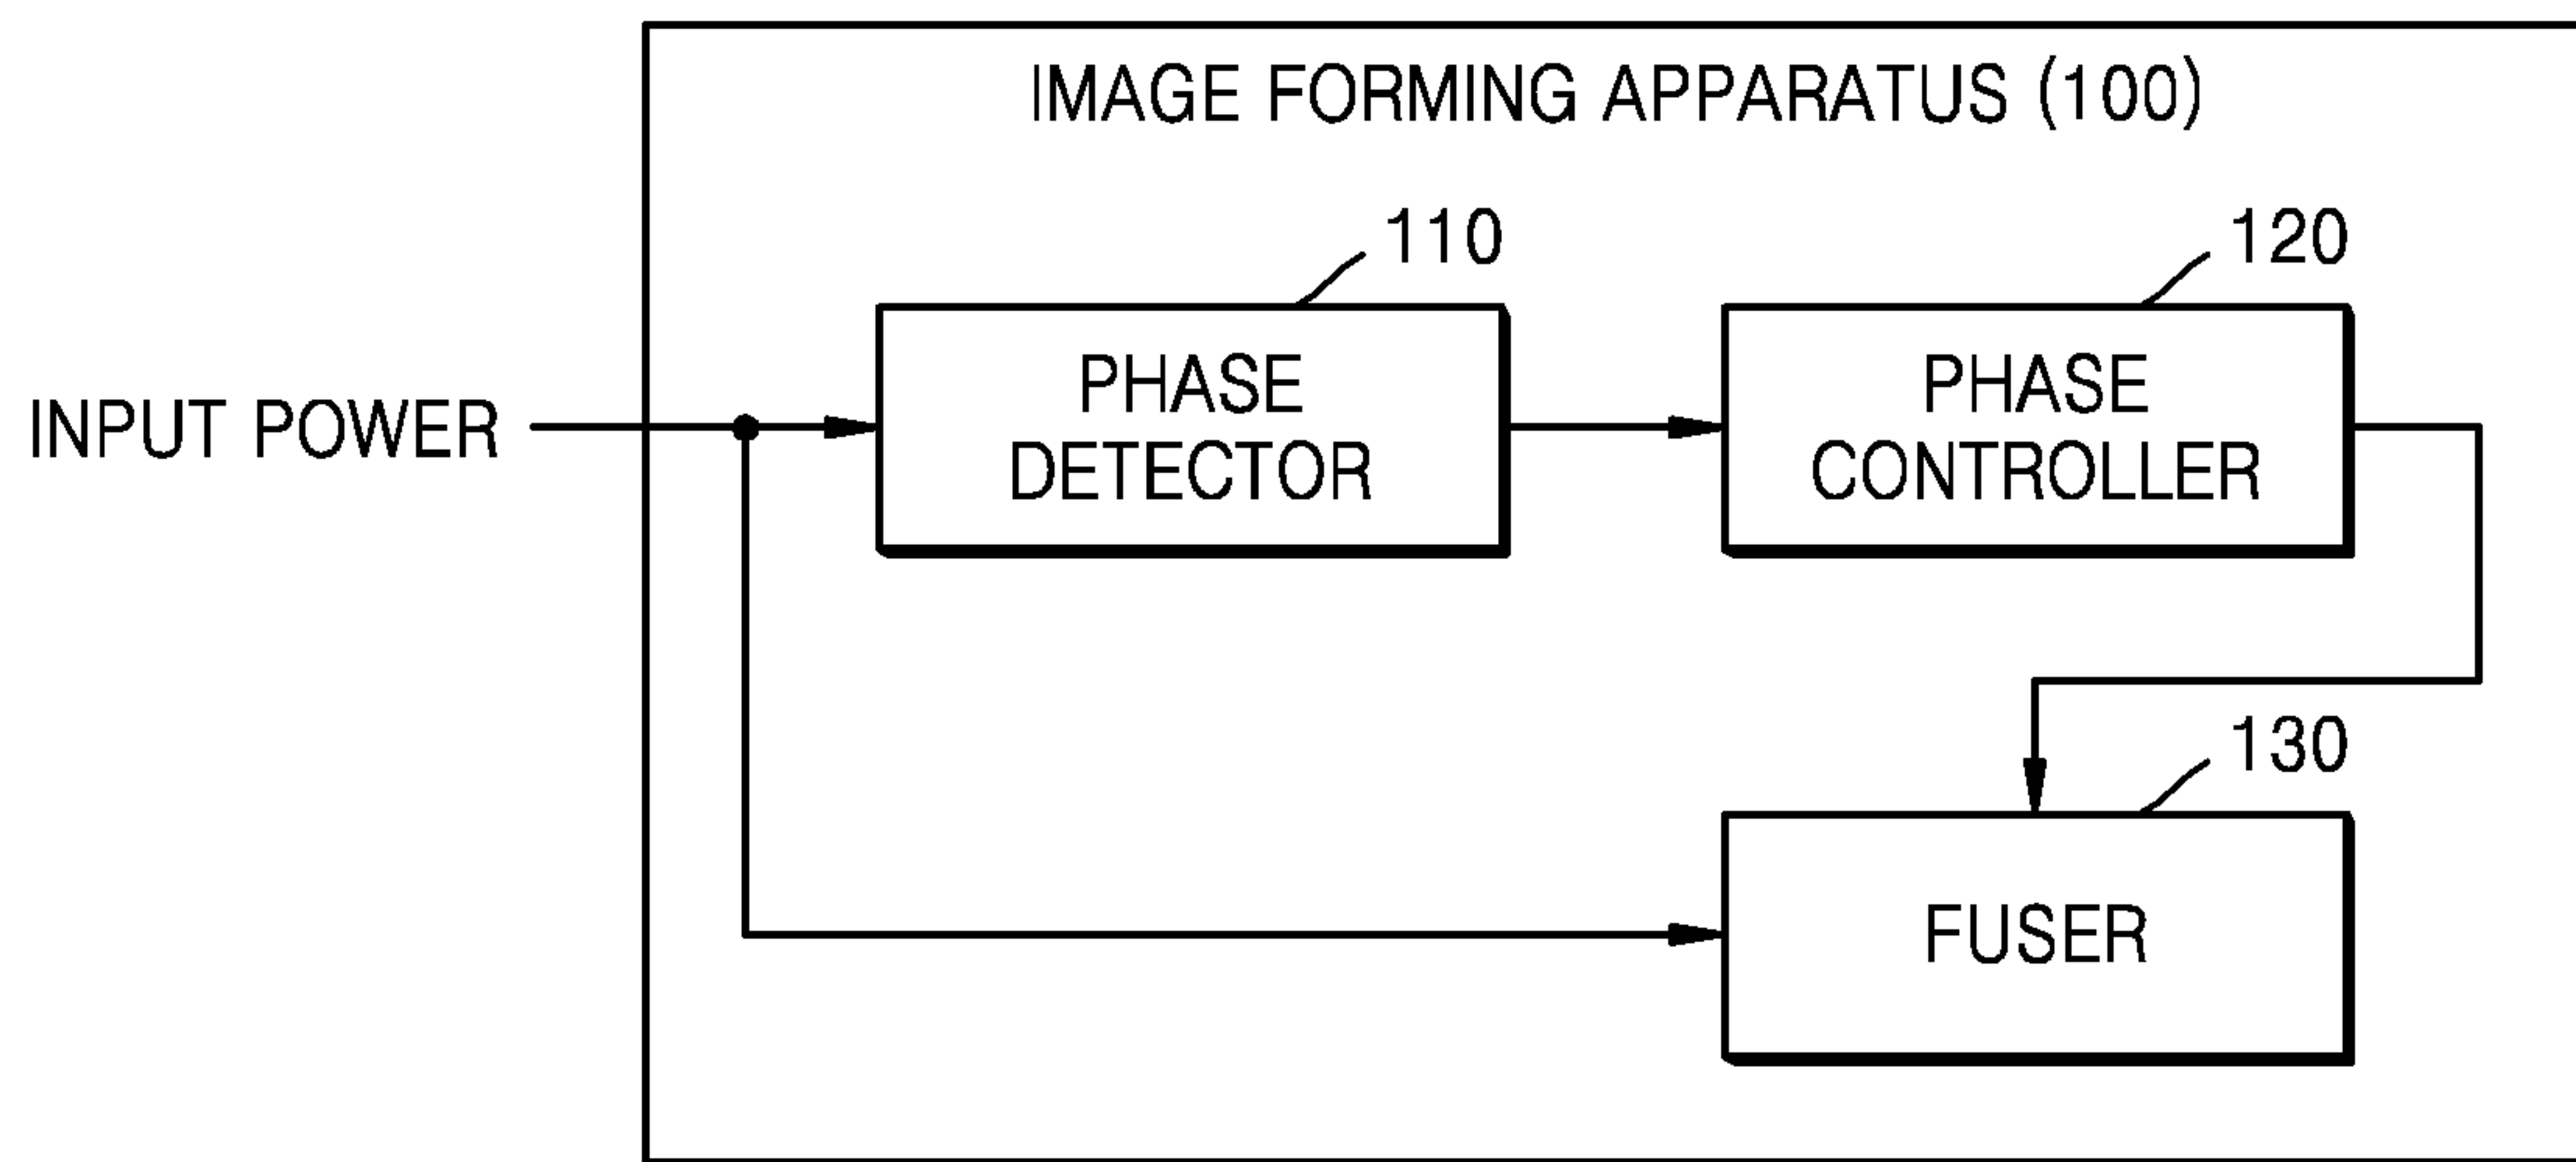 IMAGE FORMING APPARATUS (100)
110
120
INPUT POWER
PHASE
DETECTOR
PHASE
CONTROLLER
130
FUSER